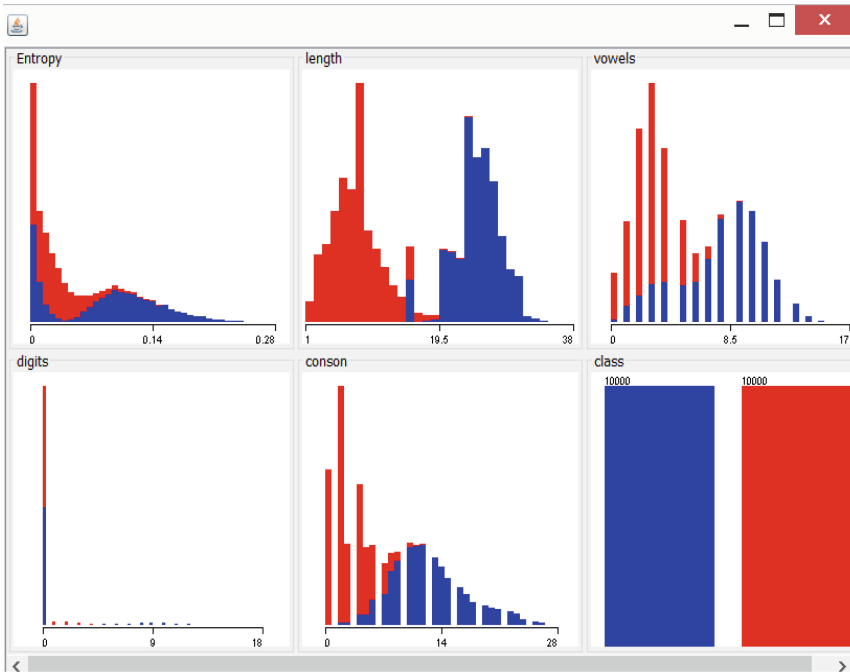 Entropy
length
vowels
0 0.14 0.28
1 19.5 38
0 8.5 17
digits
conson
class
10000 10000
0 9 18
0 14 28